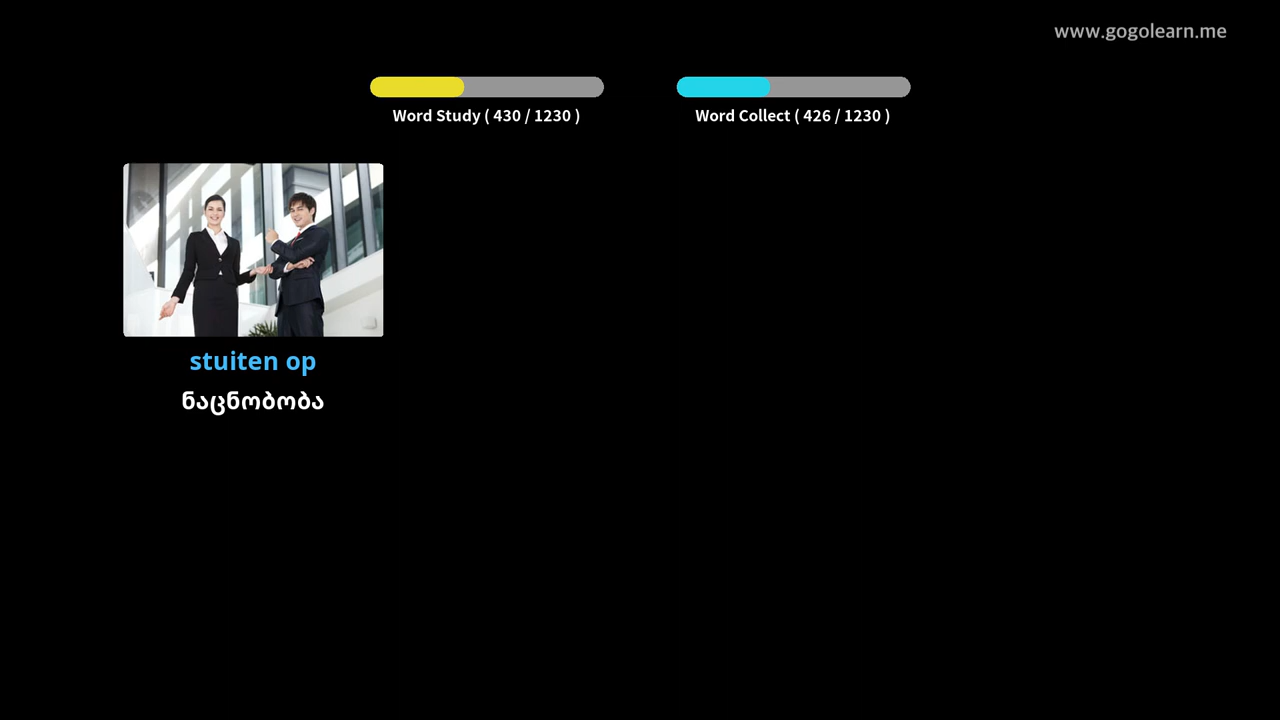 www.gogolearn.me
Word Study ( 430 / 1230 )
Word Collect ( 426 / 1230 )
stuiten op
ნაცნობობა